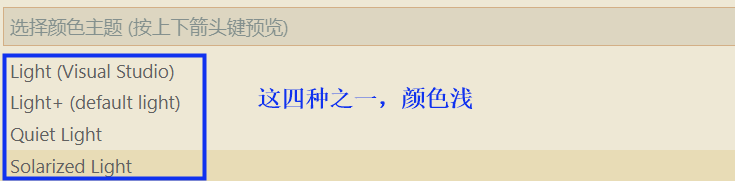 选择颜色主题 (按上下箭头键预览)
Light (Visual Studio)
Light+ (default light)
这四种之一，颜色浅
Quiet Light
Solarized Light